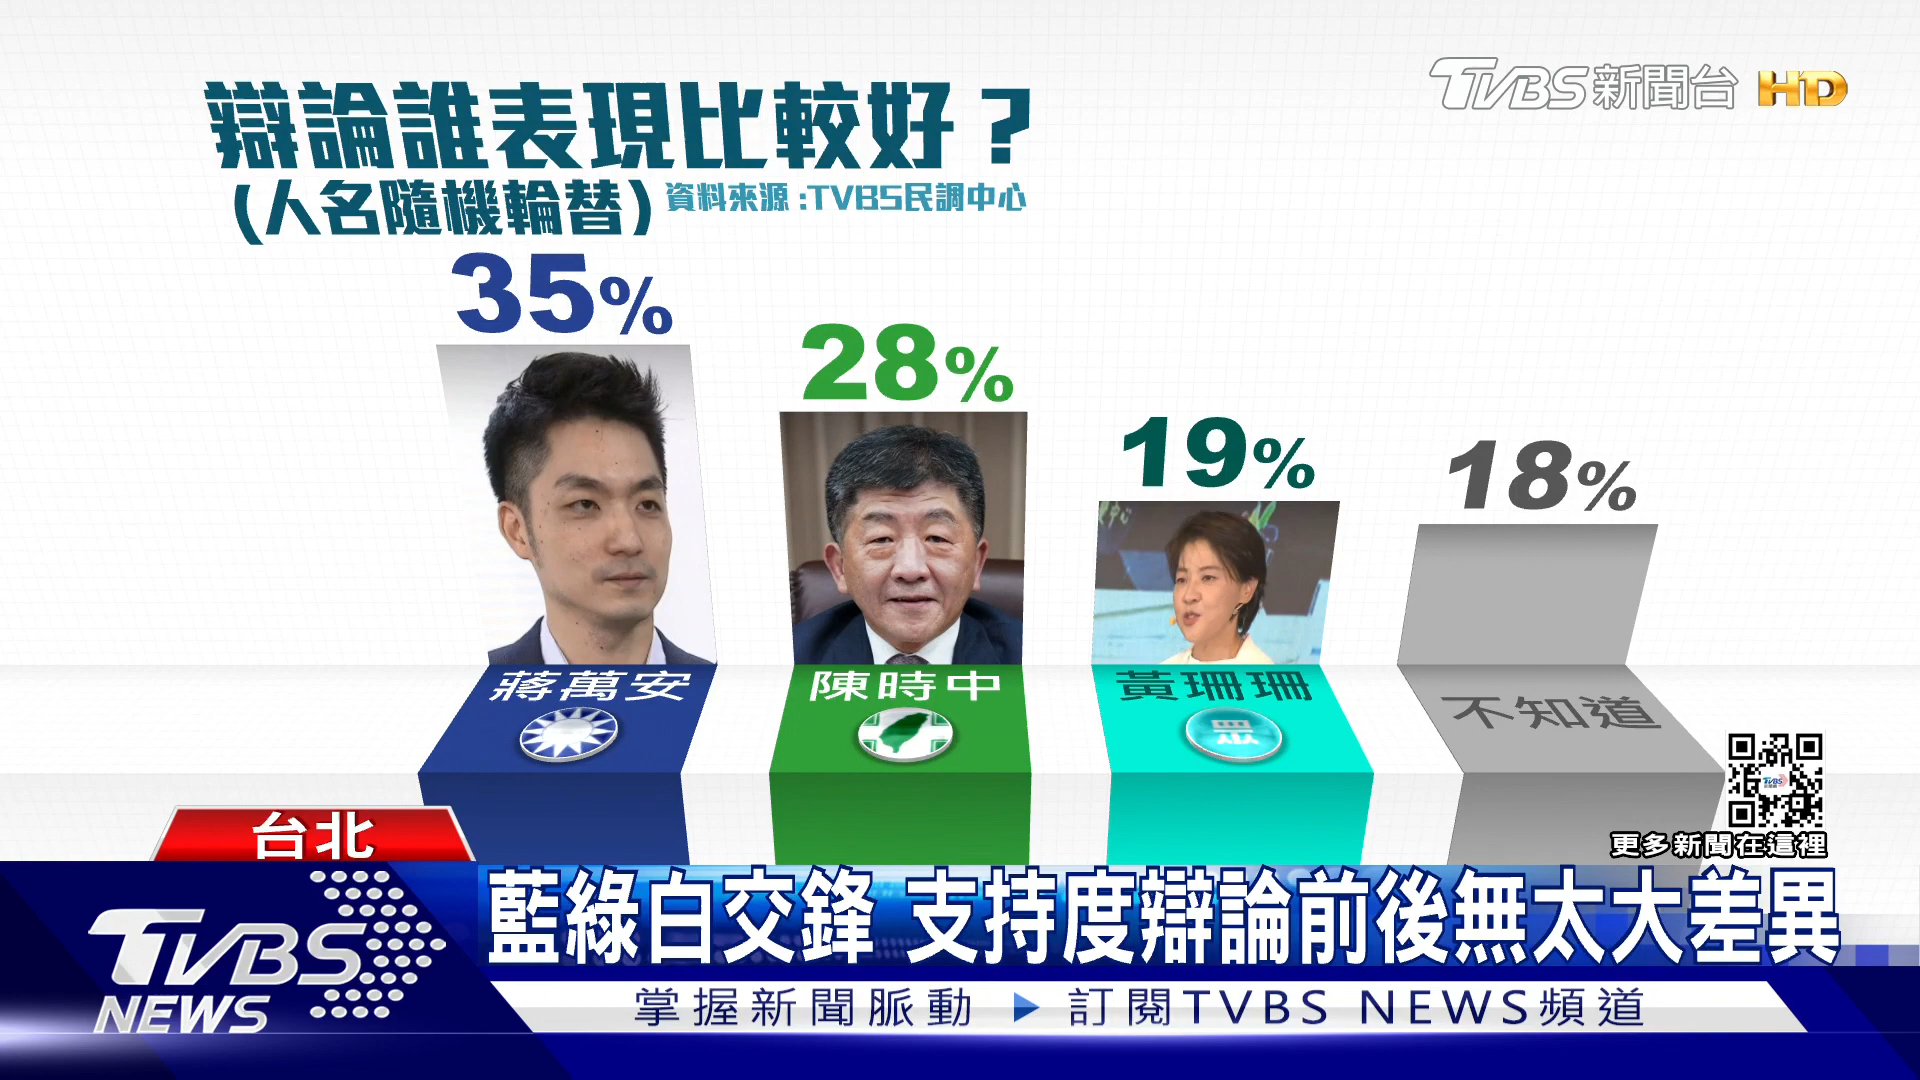 辯論誰表現比較好？
TVBS新聞台 HD
(人名隨機輪替) 資料來源:TVBS民調中心
35%
28%
19%
18%
蔣萬安
陳時中
黃珊珊
不知道
TVBS
更多新聞在這裡
台北
藍綠白交鋒 支持度辯論前後無太大差異
TVBS
NEWS
掌握新聞脈動 ▶ 訂閱TVBS NEWS頻道